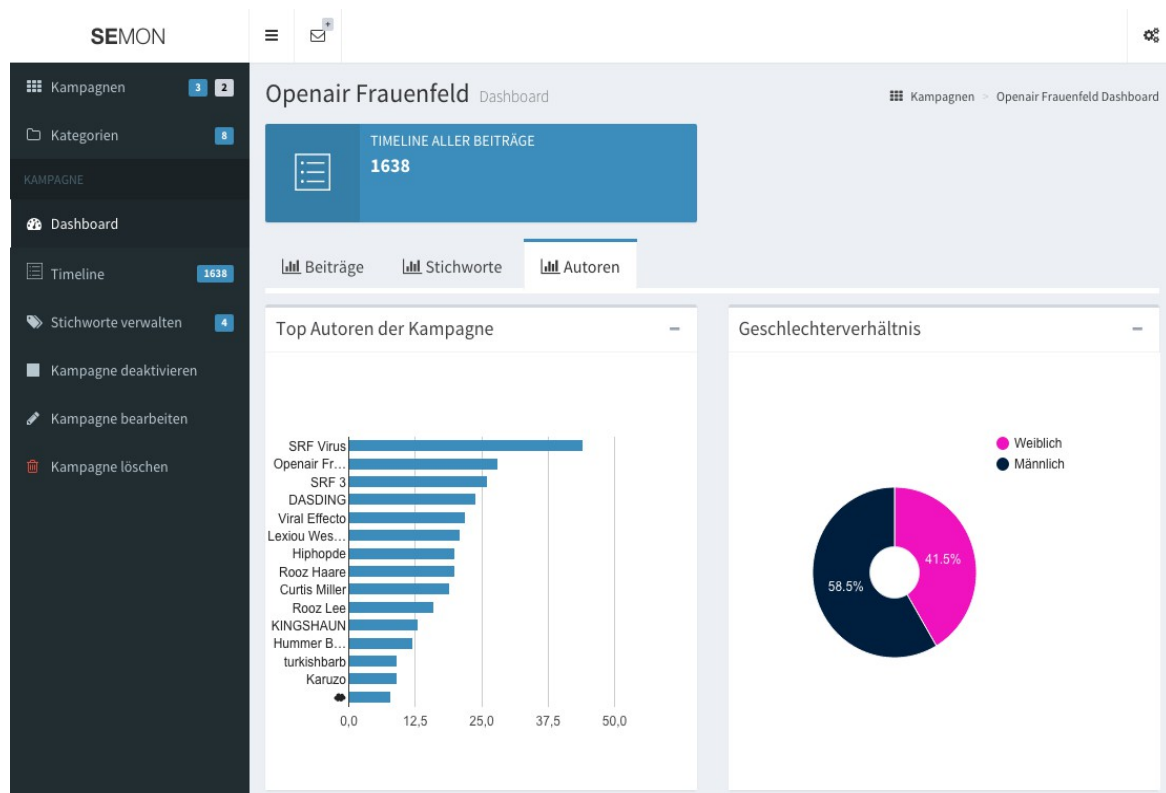 SEMON
+
Kampagnen 3 2
Kategorien 8
KAMPAGNE
Dashboard
Timeline 1638
Stichworte verwalten 4
Kampagne deaktivieren
Kampagne bearbeiten
Kampagne löschen
Openair Frauenfeld Dashboard
Kampagnen > Openair Frauenfeld Dashboard
TIMELINE ALLER BEITRÄGE
1638
Beiträge Stichworte Autoren
Top Autoren der Kampagne −
SRF Virus
Openair Fr...
SRF 3
DASDING
Viral Effecto
Lexiou Wes...
Hiphopde
Rooz Haare
Curtis Miller
Rooz Lee
KINGSHAUN
Hummer B...
turkishbarb
Karuzo
0,0 12,5 25,0 37,5 50,0
Geschlechterverhältnis −
Weiblich
Männlich
41.5%
58.5%